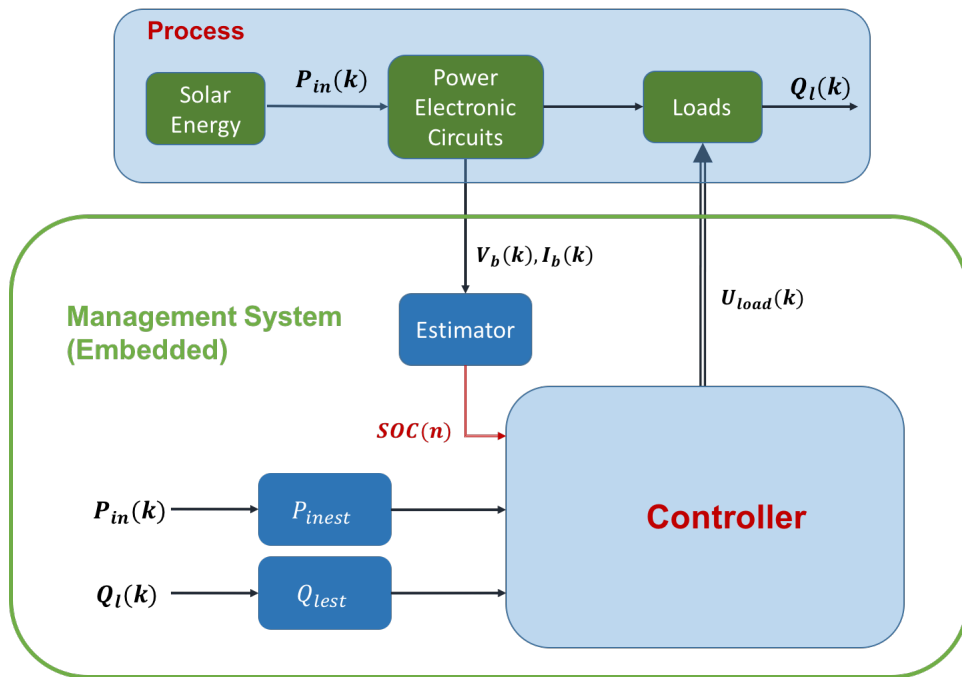 Process
Solar
Energy
P_in(k)
Power
Electronic
Circuits
Loads
Q_l(k)
V_b(k), I_b(k)
U_load(k)
Management System
(Embedded)
Estimator
SOC(n)
P_in(k)
P_inest
Controller
Q_l(k)
Q_lest